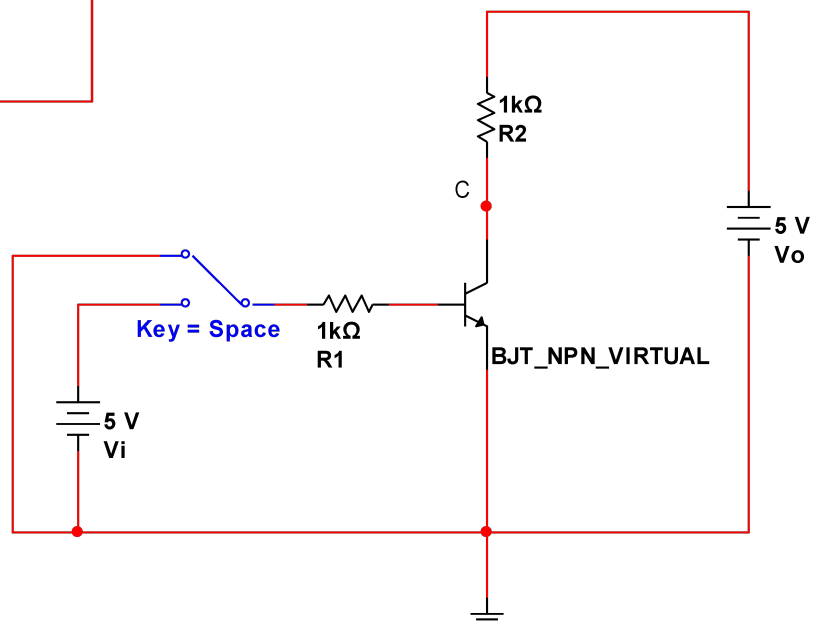 1kΩ
R2
C
5 V
Vo
Key = Space
1kΩ
R1
BJT_NPN_VIRTUAL
5 V
Vi